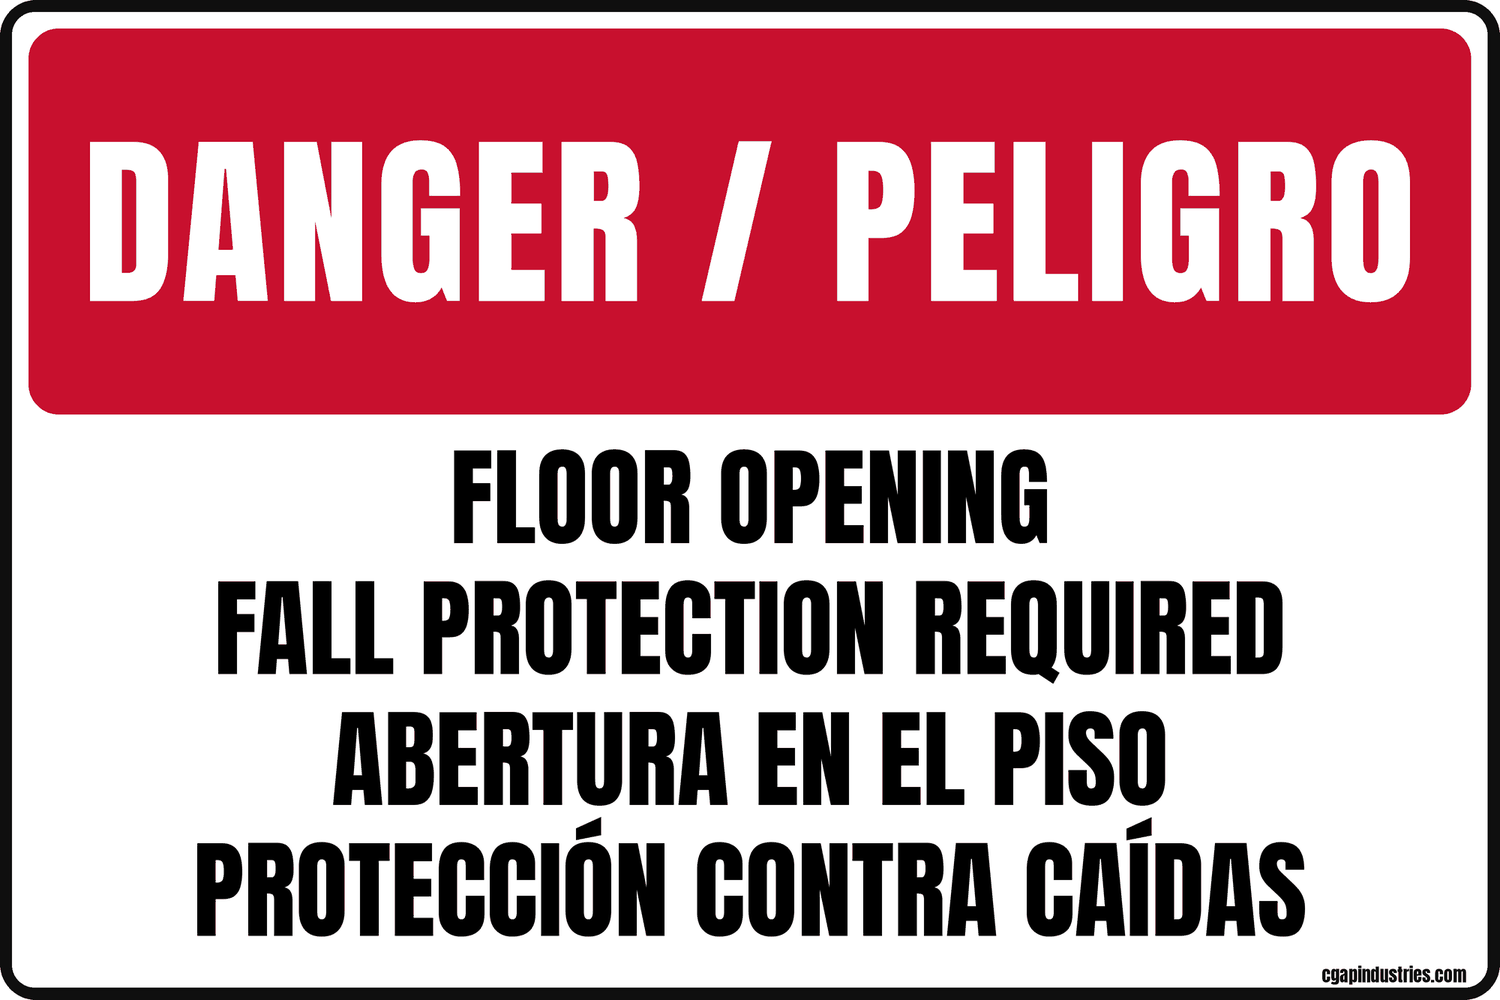 DANGER / PELIGRO
FLOOR OPENING
FALL PROTECTION REQUIRED
ABERTURA EN EL PISO
PROTECCIÓN CONTRA CAÍDAS
cgapindustries.com